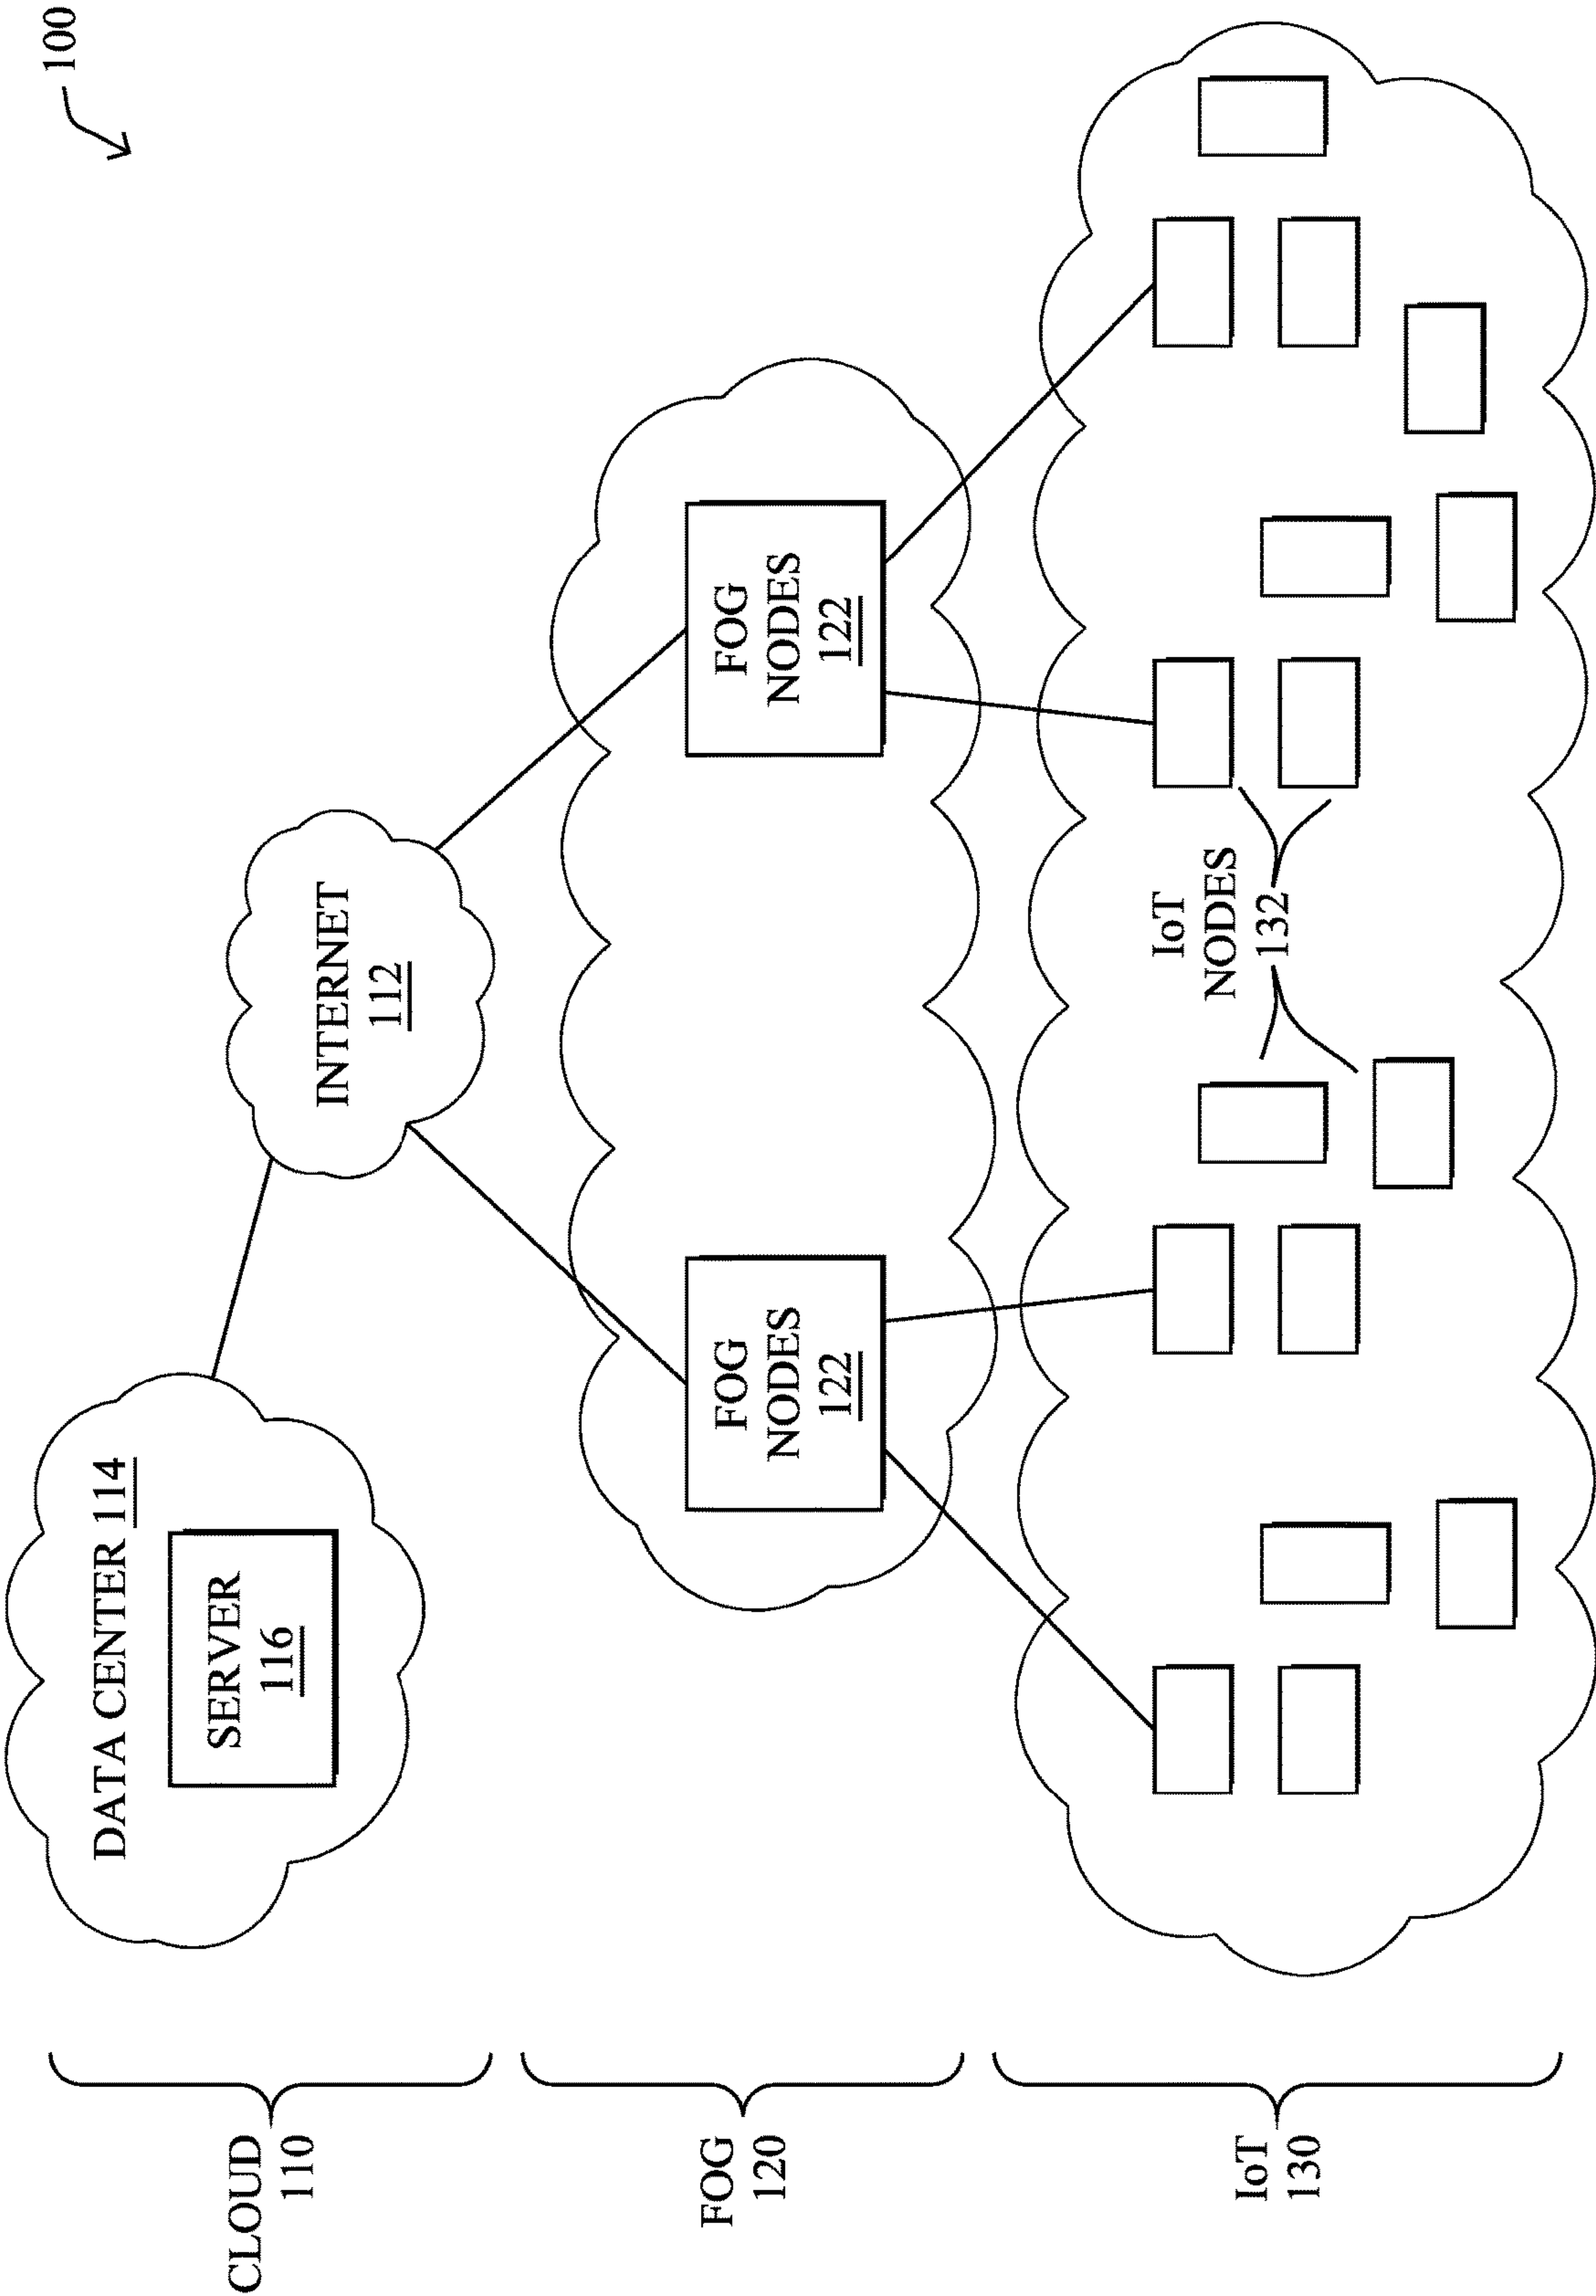 100
CLOUD
110
DATA CENTER 114
SERVER
116
INTERNET
112
FOG
120
FOG
NODES
122
FOG
NODES
122
IoT
130
IoT
NODES
132